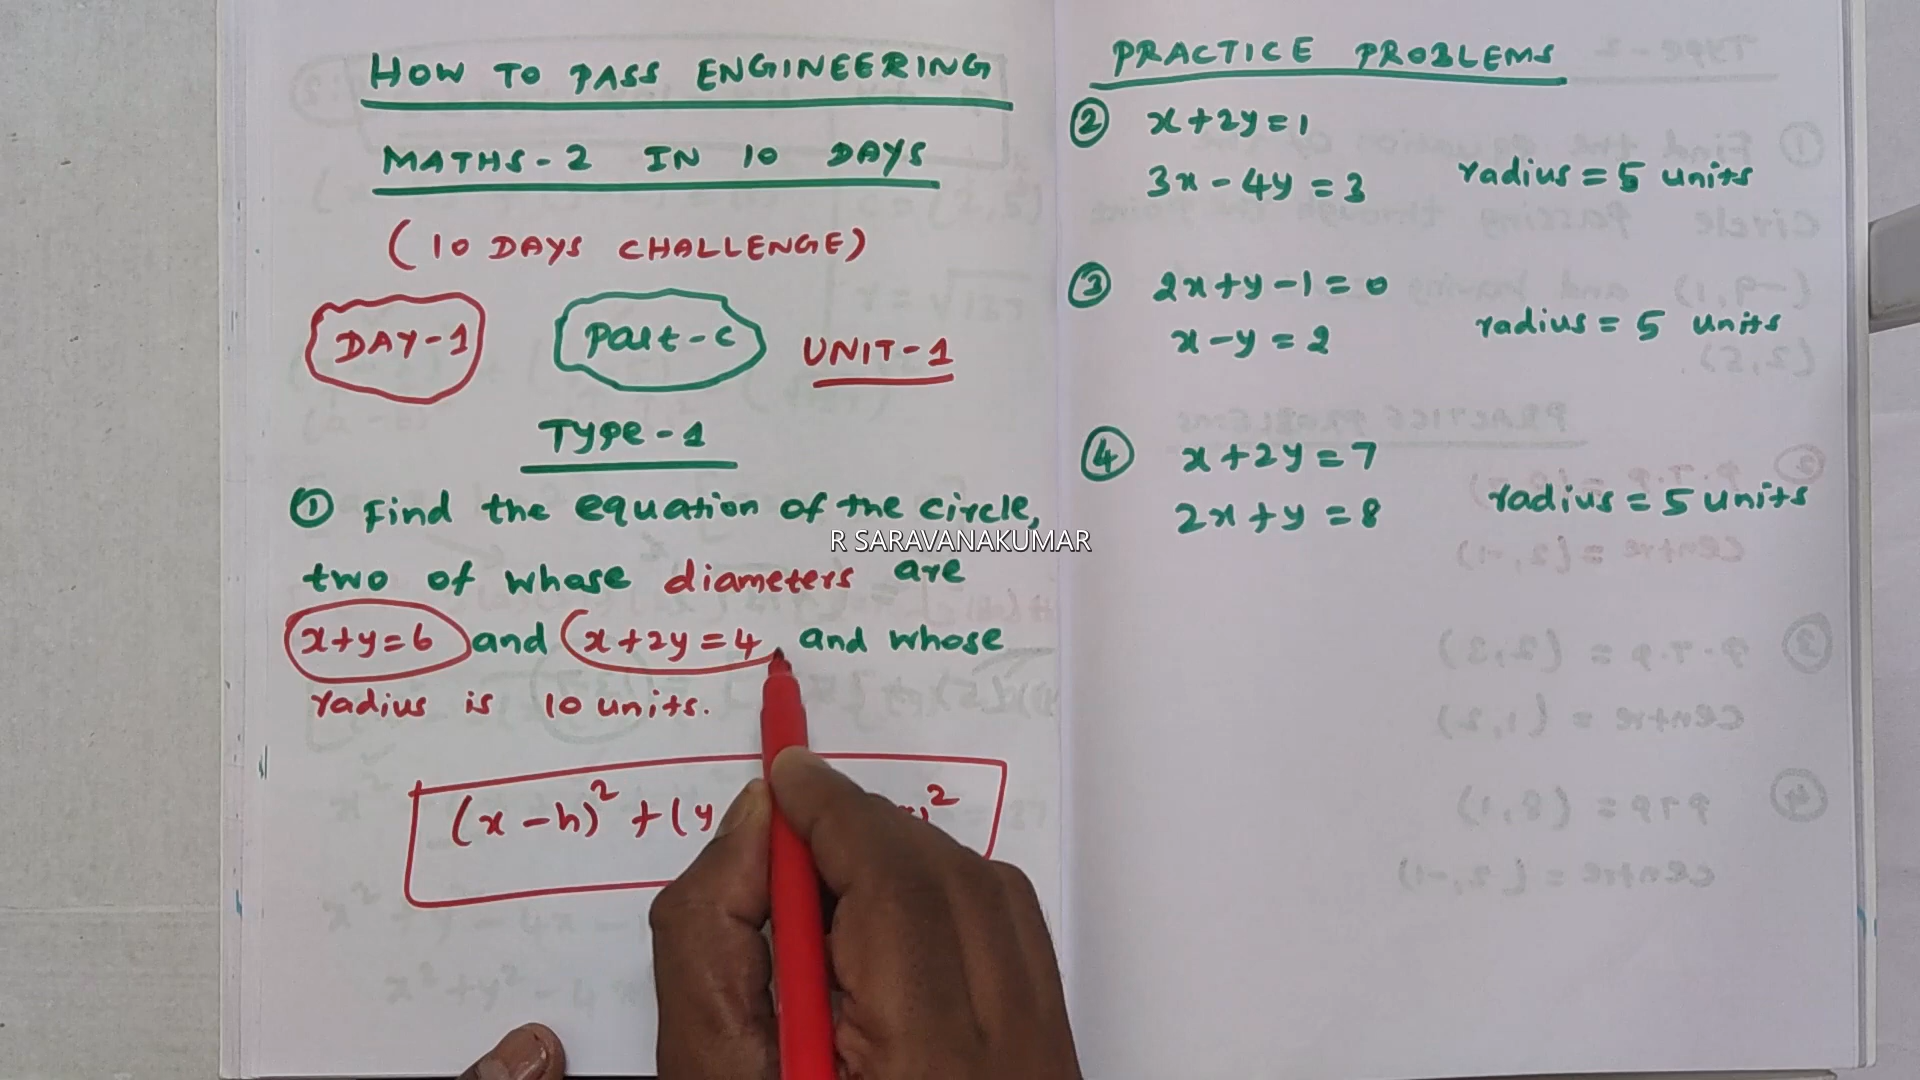 HOW TO PASS ENGINEERING
MATHS-2 IN 10 DAYS
(10 DAYS CHALLENGE)
DAY-1 Part-C UNIT-1
TYPE-1
① Find the equation of the circle,
two of whose diameters are
x+y=6 and x+2y=4, and whose
radius is 10 units.
(x-h)² + (y
²
R SARAVANAKUMAR
PRACTICE PROBLEMS
② x+2y=1
3x-4y=3 radius=5 units
③ 2x+y-1=0
x-y=2 radius=5 units
④ x+2y=7
2x+y=8 radius=5 units